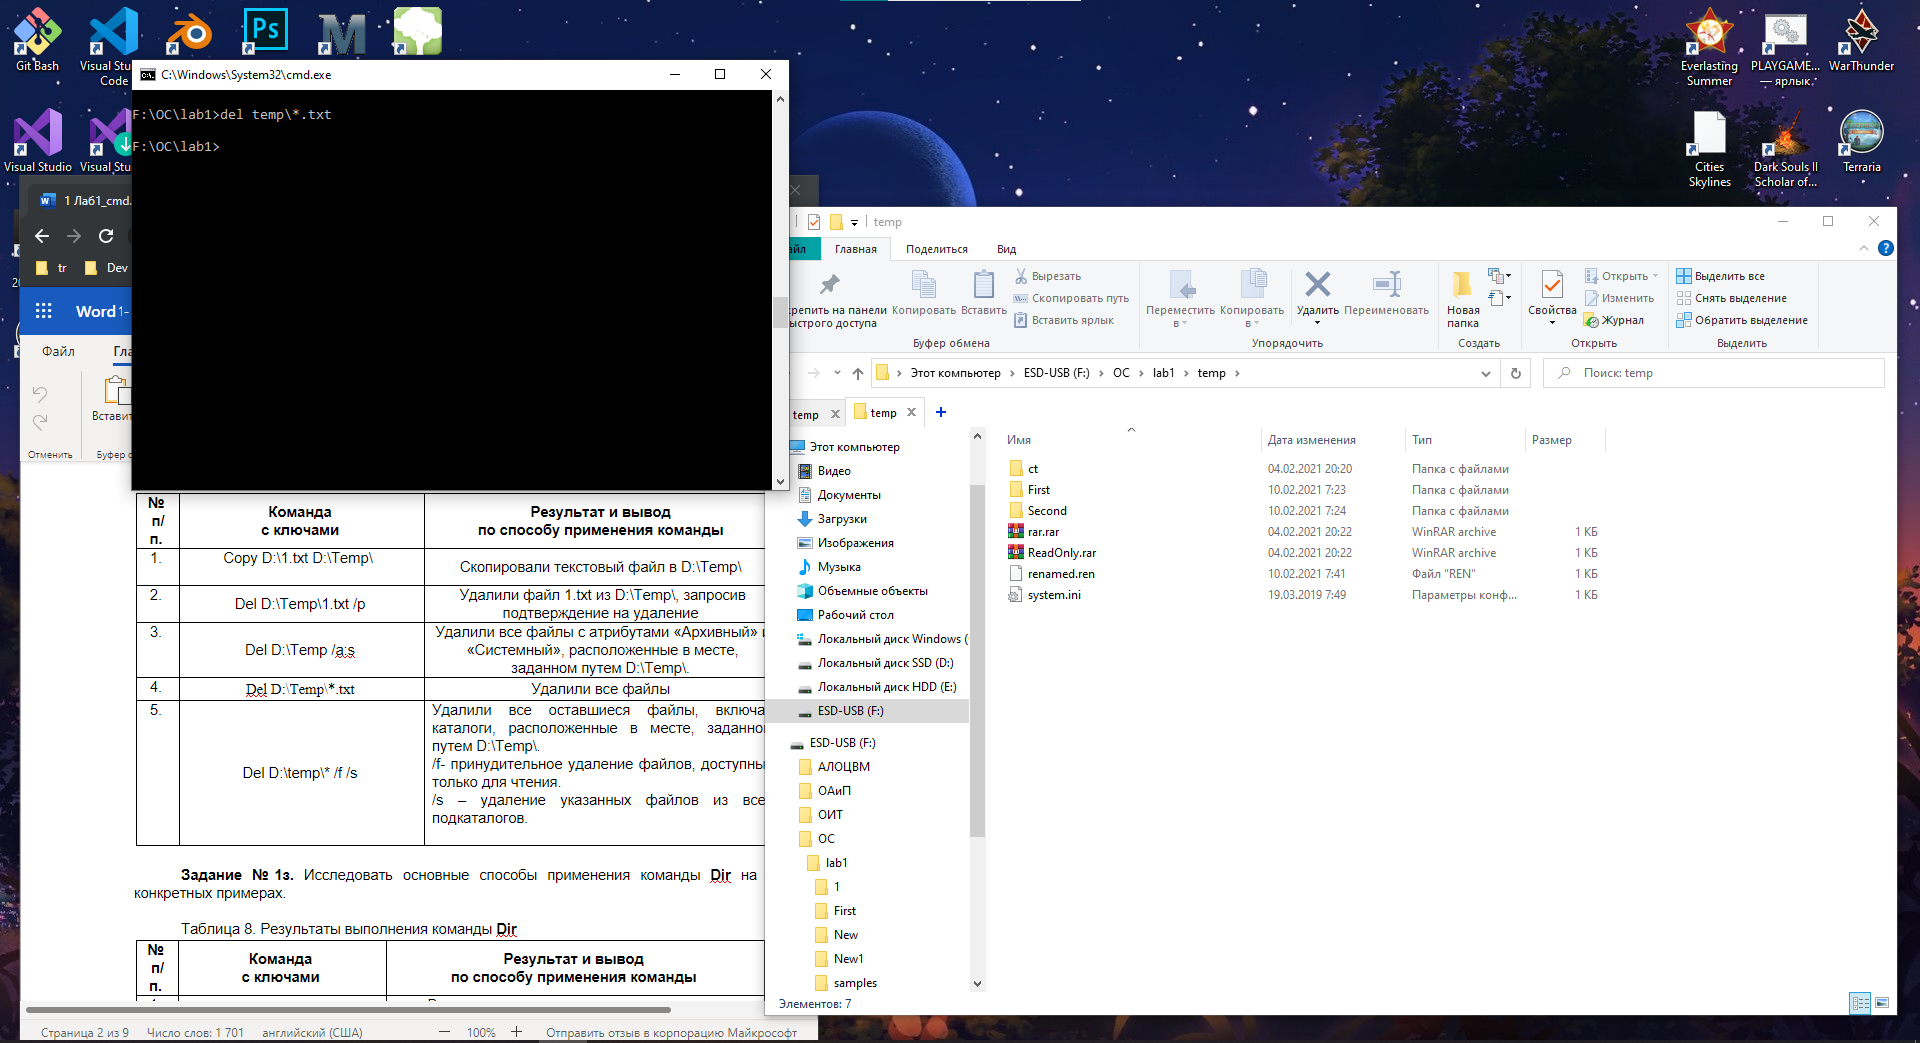 Git Bash
Visual Stu
Code
Ps
Everlasting
Summer
PLAYGAME...
— ярлык.
WarThunder
C:\Windows\System32\cmd.exe
F:\OC\lab1>del temp\*.txt
F:\OC\lab1>
Visual Studio
Visual Stu
Cities
Skylines
Dark Souls II
Scholar of...
Terraria
1 Лаб1_cmd.
tr
Dev
Word
1-
Файл
Гла
Вставит
Отменить
Буфер о
temp
айл
Главная
Поделиться
Вид
крепить на панели
ыстрого доступа
Копировать
Вставить
Вырезать
Скопировать путь
Вставить ярлык
Буфер обмена
Переместить
в
Копировать
в
Удалить
Переименовать
Упорядочить
Новая
папка
Создать
Свойства
Открыть
Изменить
Журнал
Открыть
Выделить все
Снять выделение
Обратить выделение
Выделить
Этот компьютер
ESD-USB (F:)
ОС
lab1
temp
Поиск: temp
temp
temp
Этот компьютер
Видео
Документы
Загрузки
Изображения
Музыка
Объемные объекты
Рабочий стол
Локальный диск Windows (
Локальный диск SSD (D:)
Локальный диск HDD (E:)
ESD-USB (F:)
ESD-USB (F:)
АЛОЦВМ
ОАиП
ОИТ
ОС
lab1
1
First
New
New1
samples
Имя Дата изменения Тип Размер
ct 04.02.2021 20:20 Папка с файлами
First 10.02.2021 7:23 Папка с файлами
Second 10.02.2021 7:24 Папка с файлами
rar.rar 04.02.2021 20:22 WinRAR archive 1 КБ
ReadOnly.rar 04.02.2021 20:22 WinRAR archive 1 КБ
renamed.ren 10.02.2021 7:41 Файл "REN" 1 КБ
system.ini 19.03.2019 7:49 Параметры конф... 1 КБ
Элементов: 7
№
п/
п.
Команда
с ключами
Результат и вывод
по способу применения команды
1.
Copy D:\1.txt D:\Temp\
Скопировали текстовый файл в D:\Temp\
2.
Del D:\Temp\1.txt /p
Удалили файл 1.txt из D:\Temp\, запросив
подтверждение на удаление
3.
Del D:\Temp /a:s
Удалили все файлы с атрибутами «Архивный» и
«Системный», расположенные в месте,
заданном путем D:\Temp\.
4.
Del D:\Temp\*.txt
Удалили все файлы
5.
Del D:\temp\* /f /s
Удалили все оставшиеся файлы, включа
каталоги, расположенные в месте, заданно
путем D:\Temp\.
/f- принудительное удаление файлов, доступны
только для чтения.
/s – удаление указанных файлов из все
подкаталогов.
Задание № 1з. Исследовать основные способы применения команды Dir на
конкретных примерах.
Таблица 8. Результаты выполнения команды Dir
№
п/
п.
Команда
с ключами
Результат и вывод
по способу применения команды
Страница 2 из 9 Число слов: 1 701 английский (США) 100% Отправить отзыв в корпорацию Майкрософт